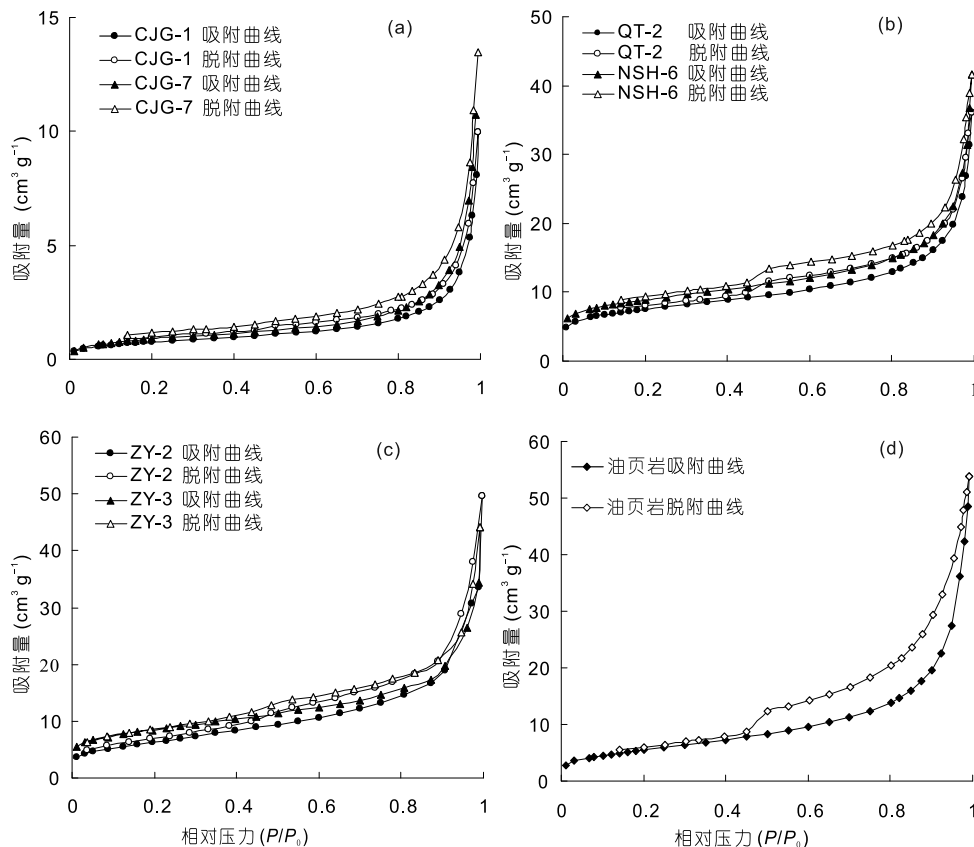 15
10
5
0
吸附量 (cm³ g⁻¹)
CJG-1 吸附曲线
CJG-1 脱附曲线
CJG-7 吸附曲线
CJG-7 脱附曲线
(a)
0 0.2 0.4 0.6 0.8 1
50
40
30
20
10
0
吸附量 (cm³ g⁻¹)
QT-2 吸附曲线
QT-2 脱附曲线
NSH-6 吸附曲线
NSH-6 脱附曲线
(b)
0 0.2 0.4 0.6 0.8 1
60
50
40
30
20
10
0
吸附量 (cm³ g⁻¹)
ZY-2 吸附曲线
ZY-2 脱附曲线
ZY-3 吸附曲线
ZY-3 脱附曲线
(c)
0 0.2 0.4 0.6 0.8 1
相对压力 (P/P₀)
60
50
40
30
20
10
0
吸附量 (cm³ g⁻¹)
油页岩吸附曲线
油页岩脱附曲线
(d)
0 0.2 0.4 0.6 0.8 1
相对压力 (P/P₀)